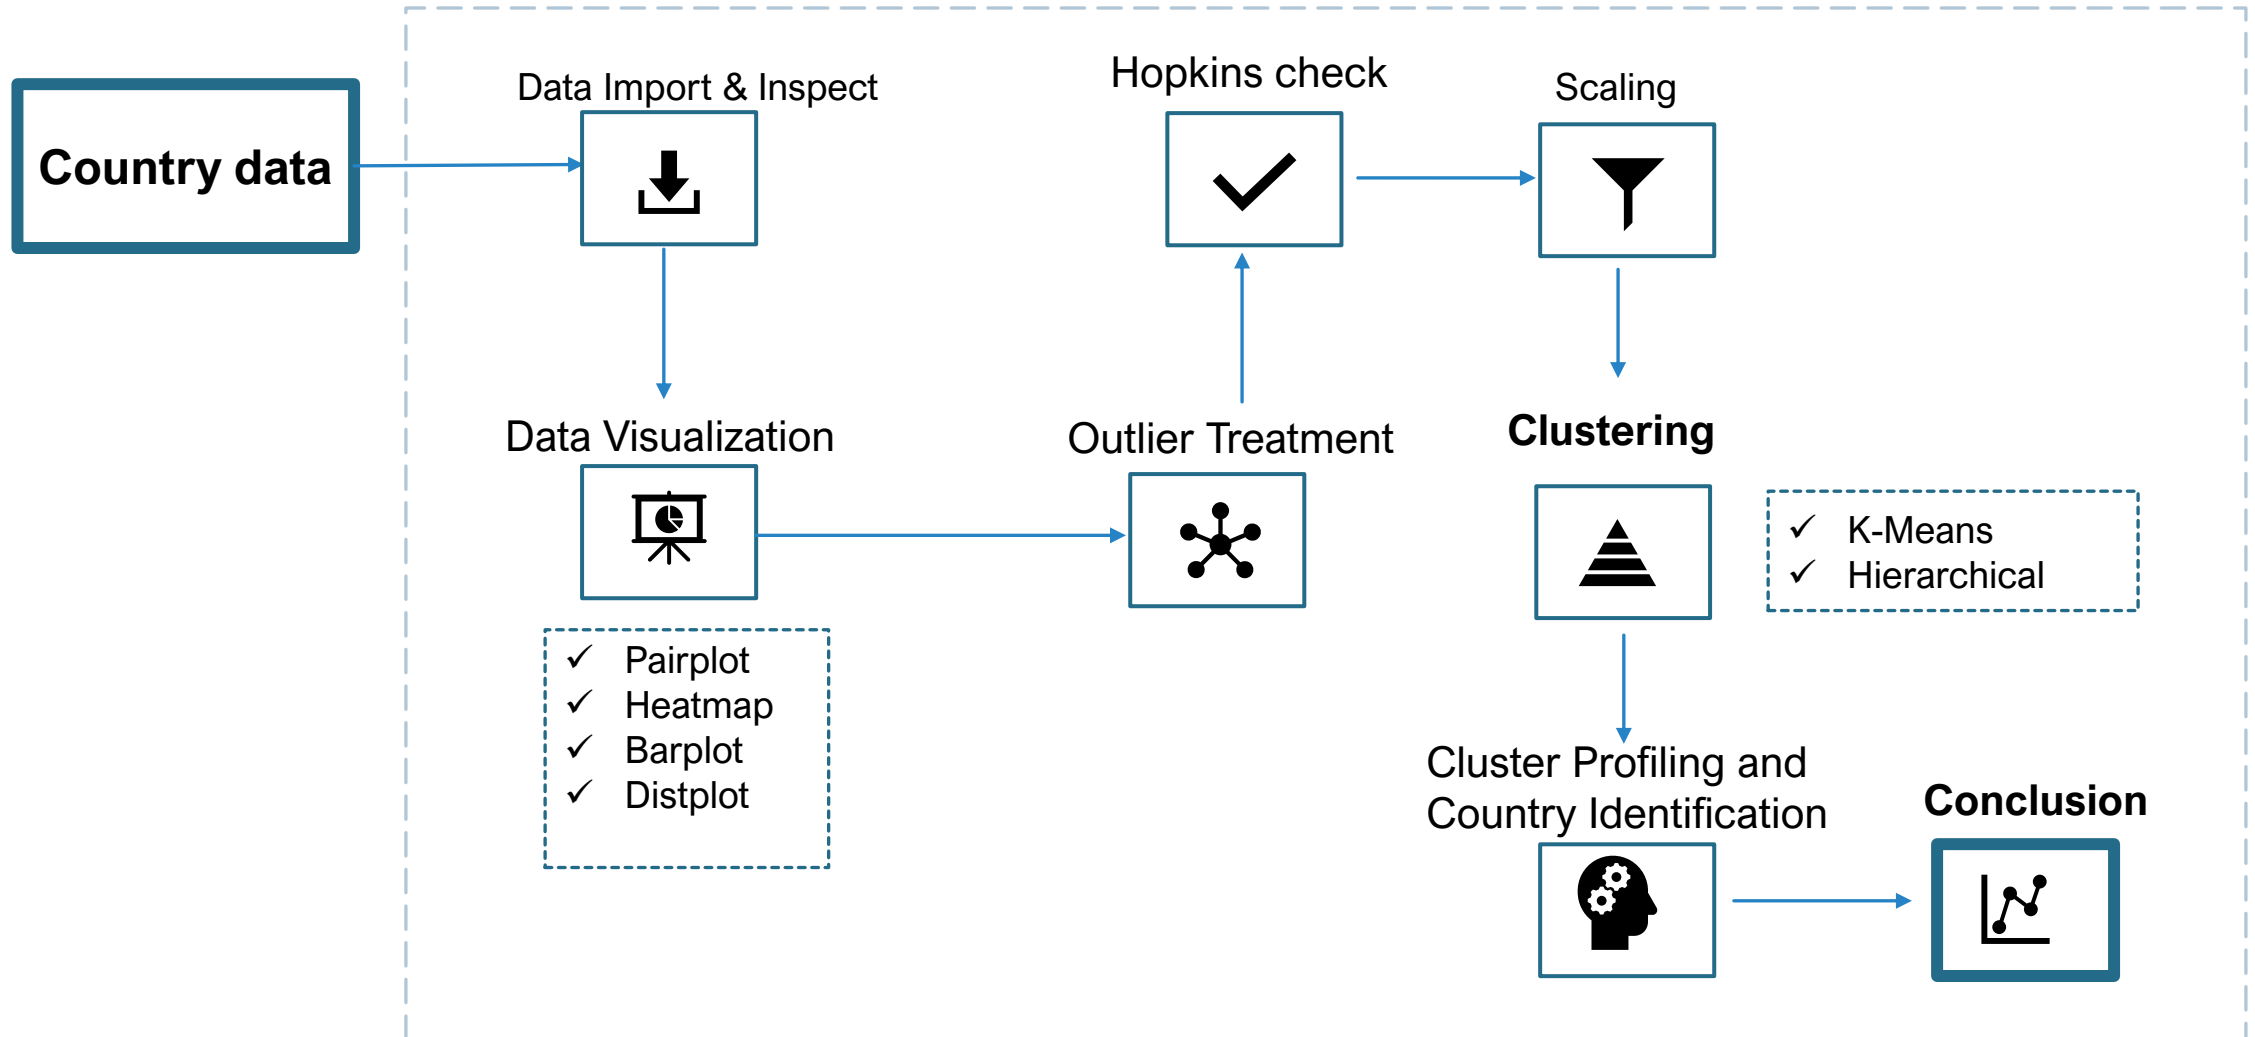 Country data
Data Import & Inspect
Data Visualization
Pairplot
Heatmap
Barplot
Distplot
Outlier Treatment
Hopkins check
Scaling
Clustering
K-Means
Hierarchical
Cluster Profiling and
Country Identification
Conclusion